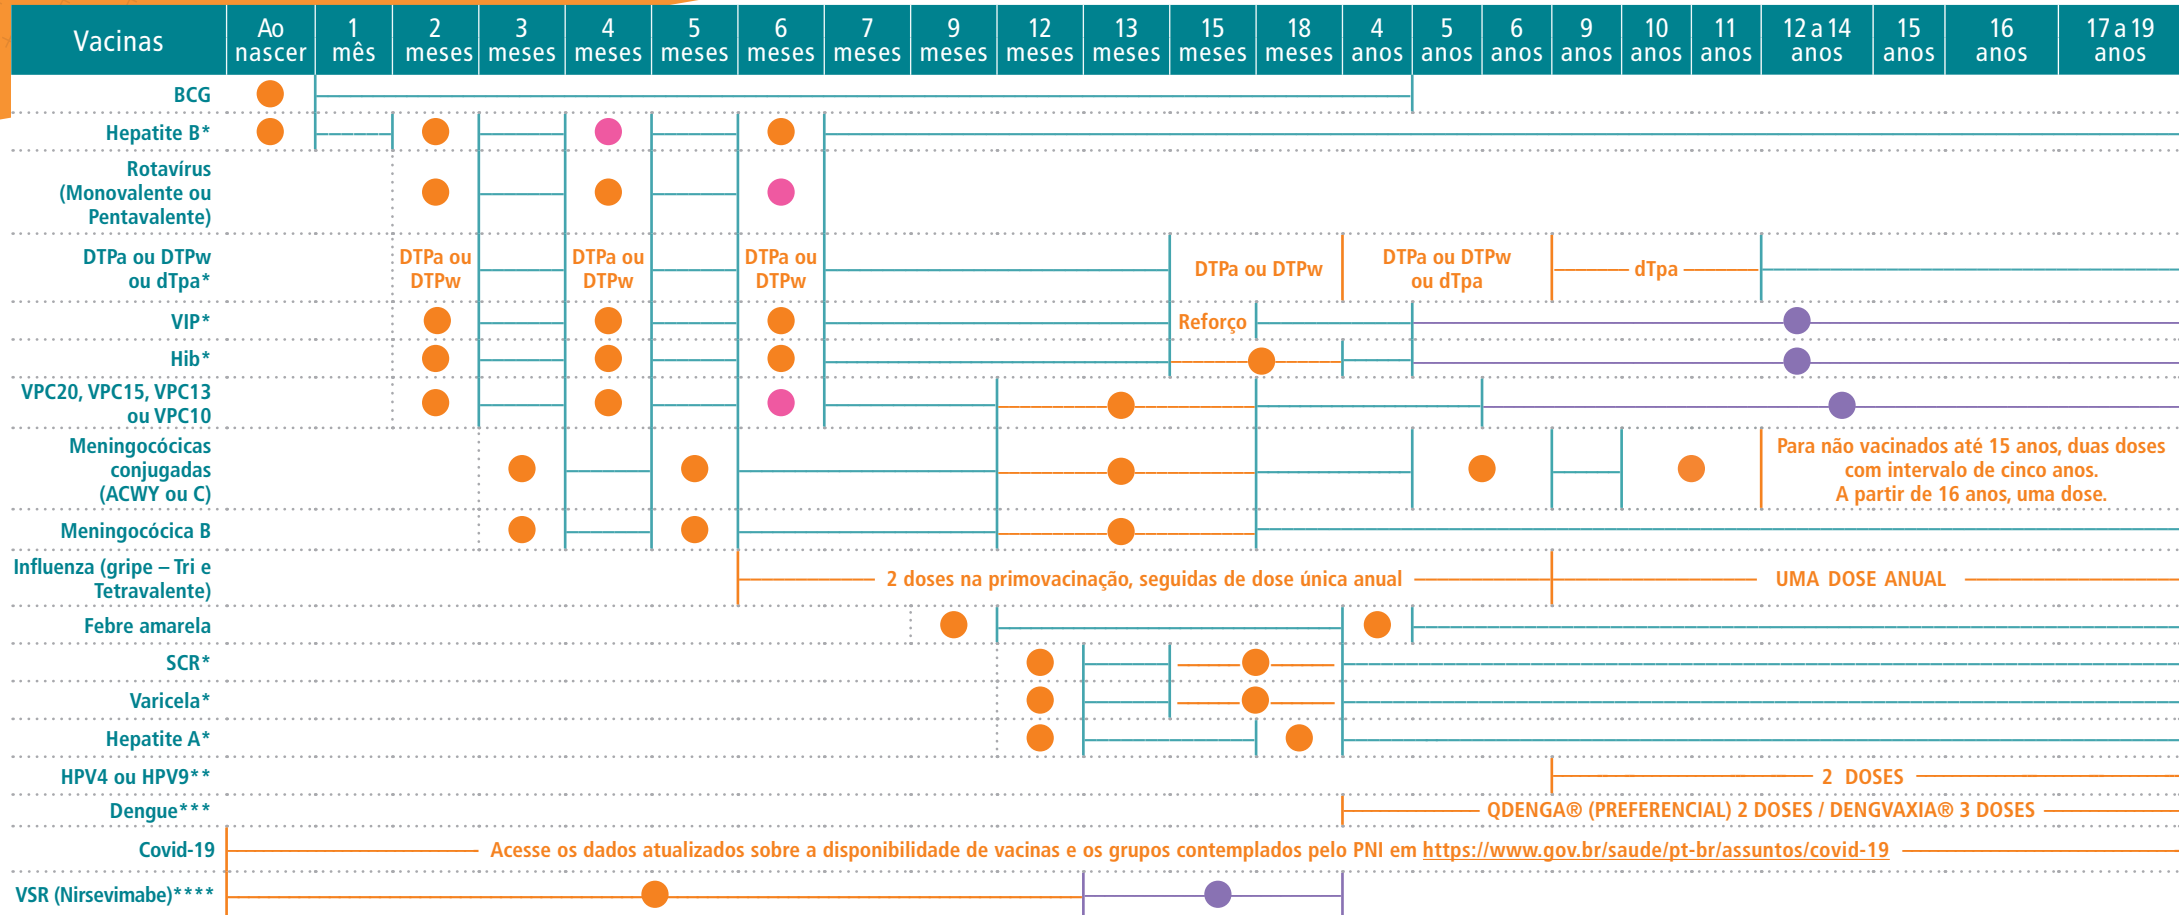 Vacinas
Ao nascer
1 mês
2 meses
3 meses
4 meses
5 meses
6 meses
7 meses
9 meses
12 meses
13 meses
15 meses
18 meses
4 anos
5 anos
6 anos
9 anos
10 anos
11 anos
12 a 14 anos
15 anos
16 anos
17 a 19 anos
BCG
Hepatite B*
Rotavírus
(Monovalente ou
Pentavalente)
DTPa ou DTPw
ou dTpa*
DTPa ou
DTPw
DTPa ou
DTPw
DTPa ou
DTPw
DTPa ou DTPw
DTPa ou DTPw
ou dTpa
dTpa
VIP*
Reforço
Hib*
VPC20, VPC15, VPC13
ou VPC10
Meningocócicas
conjugadas
(ACWY ou C)
Para não vacinados até 15 anos, duas doses
com intervalo de cinco anos.
A partir de 16 anos, uma dose.
Meningocócica B
Influenza (gripe – Tri e
Tetravalente)
2 doses na primovacinação, seguidas de dose única anual
UMA DOSE ANUAL
Febre amarela
SCR*
Varicela*
Hepatite A*
HPV4 ou HPV9**
2 DOSES
Dengue***
QDENGA® (PREFERENCIAL) 2 DOSES / DENGVAXIA® 3 DOSES
Covid-19
Acesse os dados atualizados sobre a disponibilidade de vacinas e os grupos contemplados pelo PNI em https://www.gov.br/saude/pt-br/assuntos/covid-19
VSR (Nirsevimabe)****